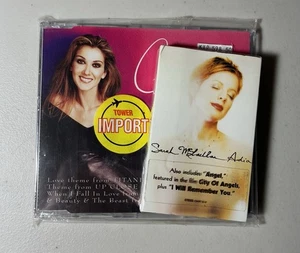 C
TOWER
IMPORT
Love theme from TITANIC
Theme from UP CLOSE
When I Fall In Love
& Beauty & The Beast
Sarah McLachlan Adia
Also includes "Angel,"
featured in the film City Of Angels,
plus "I Will Remember You"